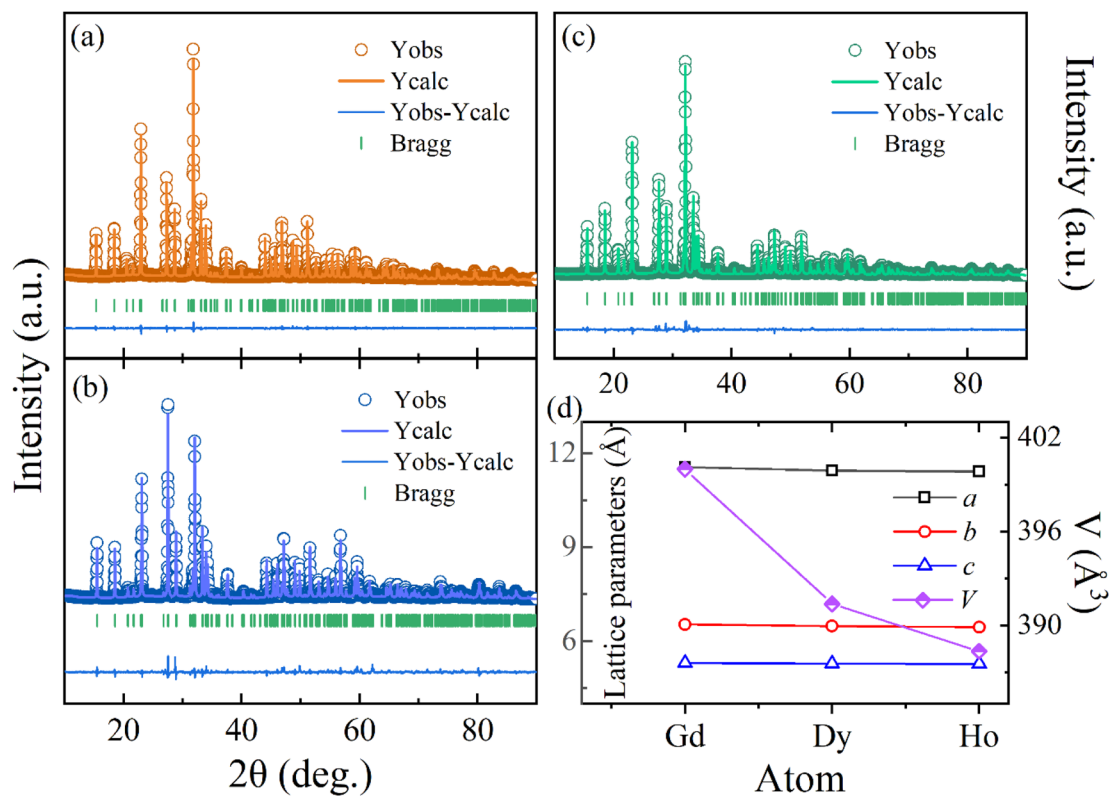 (a)
Yobs
Ycalc
Yobs-Ycalc
Bragg
(c)
Yobs
Ycalc
Yobs-Ycalc
Bragg
Intensity (a.u.)
20 40 60 80
(b)
Yobs
Ycalc
Yobs-Ycalc
Bragg
Intensity (a.u.)
20 40 60 80
2θ (deg.)
(d)
12
9
6
Lattice parameters (Å)
a
b
c
V
402
396
390
V (Å³)
Gd Dy Ho
Atom